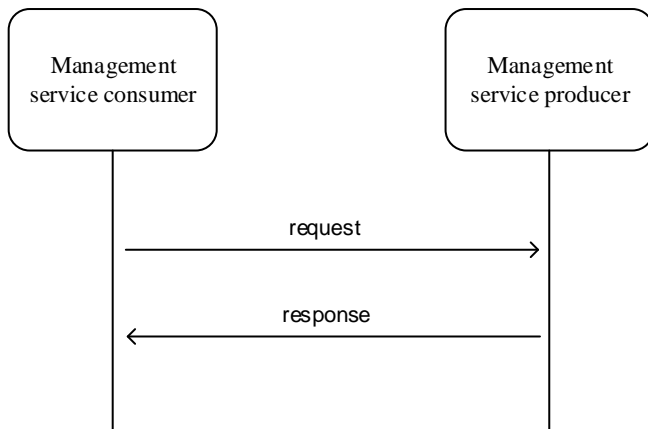 Management
service consumer
Management
service producer
request
response